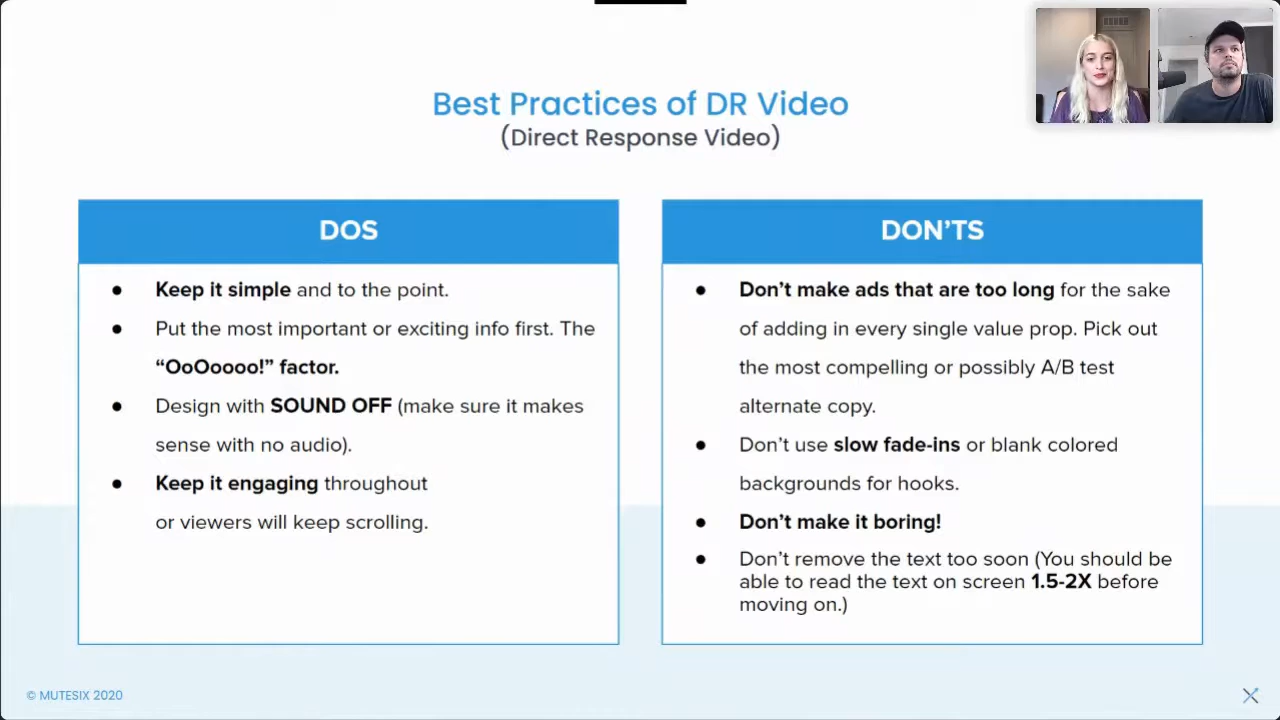 Best Practices of DR Video
(Direct Response Video)
DOS
● Keep it simple and to the point.
● Put the most important or exciting info first. The
“OoOoooo!” factor.
● Design with SOUND OFF (make sure it makes
sense with no audio).
● Keep it engaging throughout
or viewers will keep scrolling.
DON’TS
● Don’t make ads that are too long for the sake
of adding in every single value prop. Pick out
the most compelling or possibly A/B test
alternate copy.
● Don’t use slow fade-ins or blank colored
backgrounds for hooks.
● Don’t make it boring!
● Don’t remove the text too soon (You should be
able to read the text on screen 1.5-2X before
moving on.)
© MUTESIX 2020